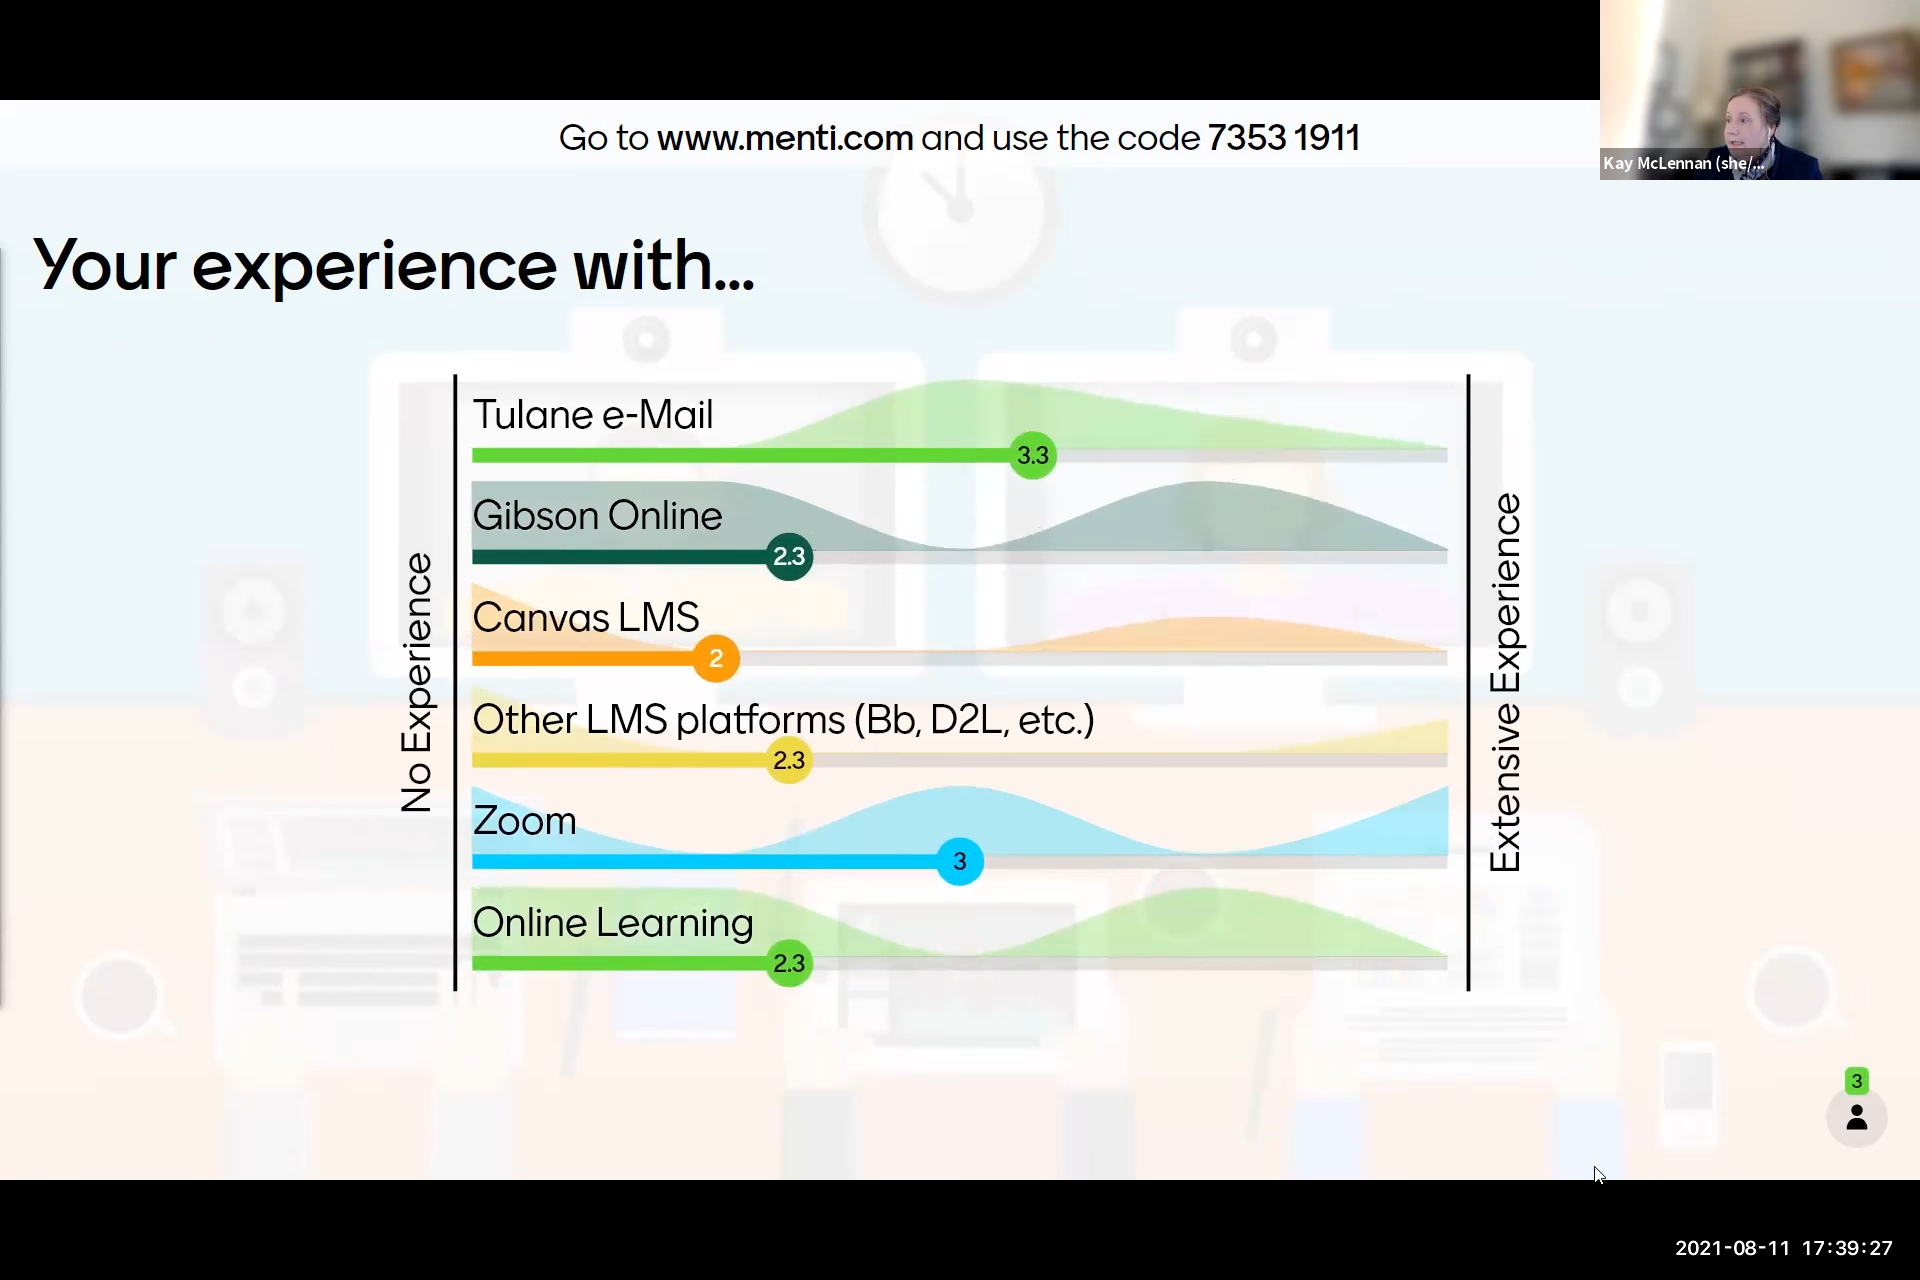 Go to www.menti.com and use the code 7353 1911
Kay McLennan (she/...
Your experience with...
No Experience
Tulane e-Mail
3.3
Gibson Online
2.3
Canvas LMS
2
Other LMS platforms (Bb, D2L, etc.)
2.3
Zoom
3
Online Learning
2.3
Extensive Experience
3
2021-08-11 17:39:27